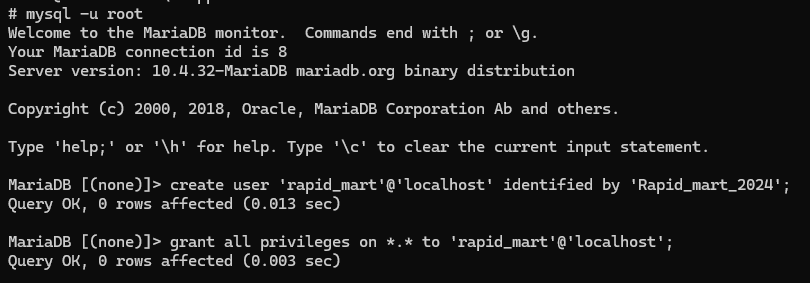 # mysql -u root
Welcome to the MariaDB monitor.  Commands end with ; or \g.
Your MariaDB connection id is 8
Server version: 10.4.32-MariaDB mariadb.org binary distribution

Copyright (c) 2000, 2018, Oracle, MariaDB Corporation Ab and others.

Type 'help;' or '\h' for help. Type '\c' to clear the current input statement.

MariaDB [(none)]> create user 'rapid_mart'@'localhost' identified by 'Rapid_mart_2024';
Query OK, 0 rows affected (0.013 sec)

MariaDB [(none)]> grant all privileges on *.* to 'rapid_mart'@'localhost';
Query OK, 0 rows affected (0.003 sec)